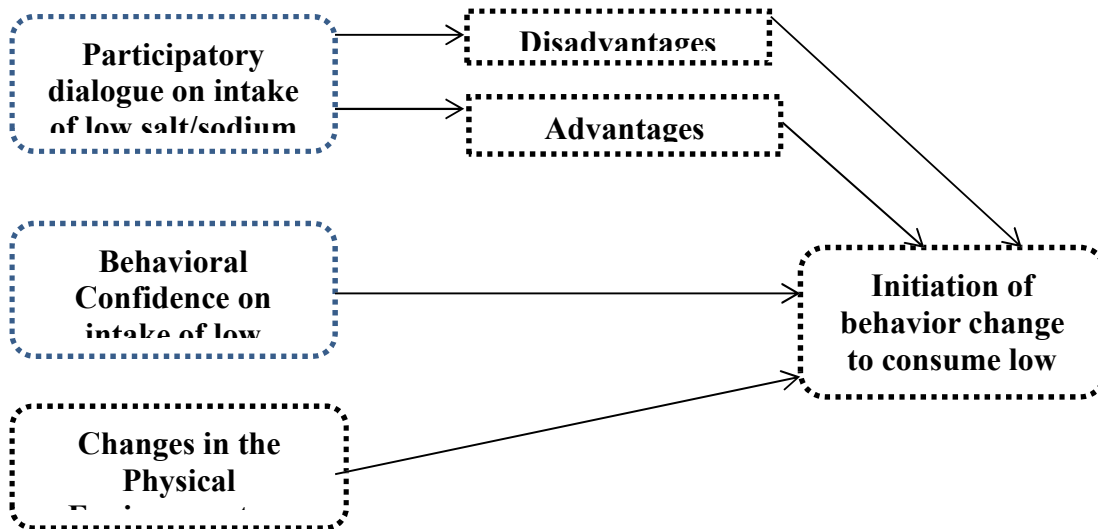 Participatory
dialogue on intake
of low salt/sodium
Disadvantages
Advantages
Behavioral
Confidence on
intake of low
Initiation of
behavior change
to consume low
Changes in the
Physical